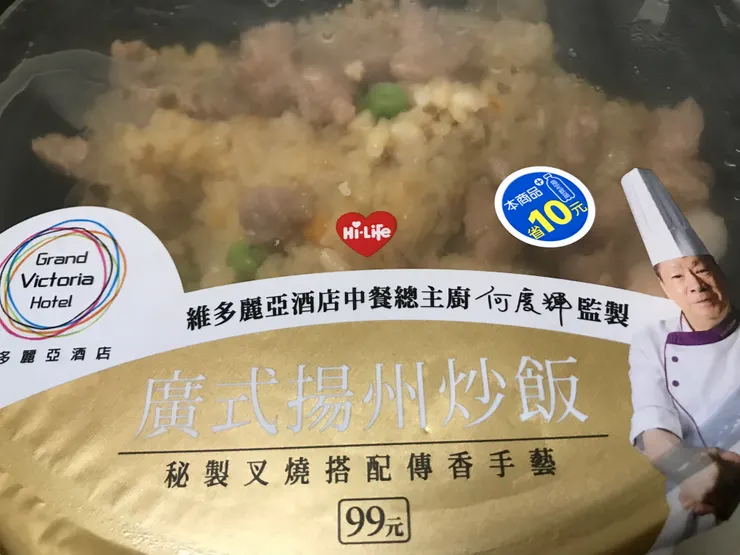 本商品+
省10元
Hi-Life
Grand
Victoria
Hotel
多麗亞酒店
維多麗亞酒店中餐總主廚 何慶輝 監製
廣式揚州炒飯
秘製叉燒搭配傳香手藝
99元